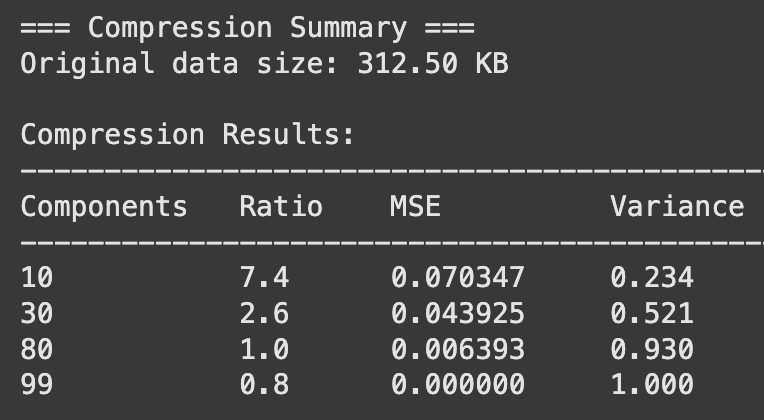 === Compression Summary ===
Original data size: 312.50 KB
Compression Results:
---------------------------------------------
Components   Ratio    MSE          Variance
---------------------------------------------
10           7.4      0.070347     0.234
30           2.6      0.043925     0.521
80           1.0      0.006393     0.930
99           0.8      0.000000     1.000